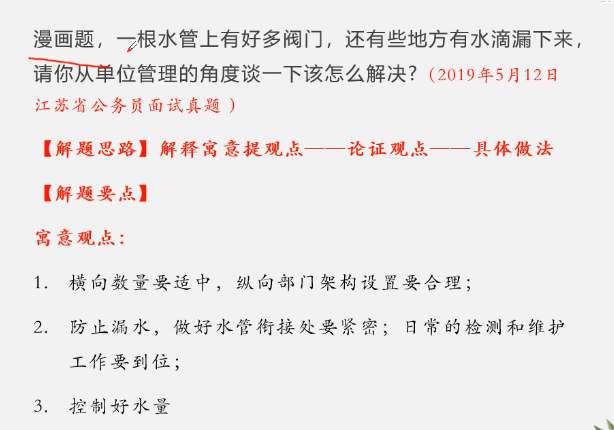 漫画题，一根水管上有好多阀门，还有些地方有水滴漏下来，
请你从单位管理的角度谈一下该怎么解决？（2019年5月12日
江苏省公务员面试真题 ）
【解题思路】解释寓意提观点——论证观点——具体做法
【解题要点】
寓意观点：
1. 横向数量要适中，纵向部门架构设置要合理；
2. 防止漏水，做好水管衔接处要紧密；日常的检测和维护
工作要到位；
3. 控制好水量